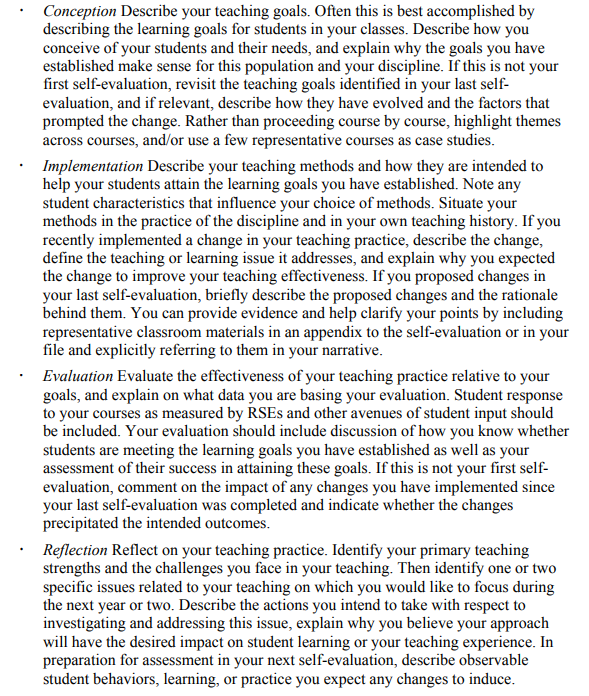 · Conception Describe your teaching goals. Often this is best accomplished by
describing the learning goals for students in your classes. Describe how you
conceive of your students and their needs, and explain why the goals you have
established make sense for this population and your discipline. If this is not your
first self-evaluation, revisit the teaching goals identified in your last self-
evaluation, and if relevant, describe how they have evolved and the factors that
prompted the change. Rather than proceeding course by course, highlight themes
across courses, and/or use a few representative courses as case studies.
· Implementation Describe your teaching methods and how they are intended to
help your students attain the learning goals you have established. Note any
student characteristics that influence your choice of methods. Situate your
methods in the practice of the discipline and in your own teaching history. If you
recently implemented a change in your teaching practice, describe the change,
define the teaching or learning issue it addresses, and explain why you expected
the change to improve your teaching effectiveness. If you proposed changes in
your last self-evaluation, briefly describe the proposed changes and the rationale
behind them. You can provide evidence and help clarify your points by including
representative classroom materials in an appendix to the self-evaluation or in your
file and explicitly referring to them in your narrative.
· Evaluation Evaluate the effectiveness of your teaching practice relative to your
goals, and explain on what data you are basing your evaluation. Student response
to your courses as measured by RSEs and other avenues of student input should
be included. Your evaluation should include discussion of how you know whether
students are meeting the learning goals you have established as well as your
assessment of their success in attaining these goals. If this is not your first self-
evaluation, comment on the impact of any changes you have implemented since
your last self-evaluation was completed and indicate whether the changes
precipitated the intended outcomes.
· Reflection Reflect on your teaching practice. Identify your primary teaching
strengths and the challenges you face in your teaching. Then identify one or two
specific issues related to your teaching on which you would like to focus during
the next year or two. Describe the actions you intend to take with respect to
investigating and addressing this issue, explain why you believe your approach
will have the desired impact on student learning or your teaching experience. In
preparation for assessment in your next self-evaluation, describe observable
student behaviors, learning, or practice you expect any changes to induce.